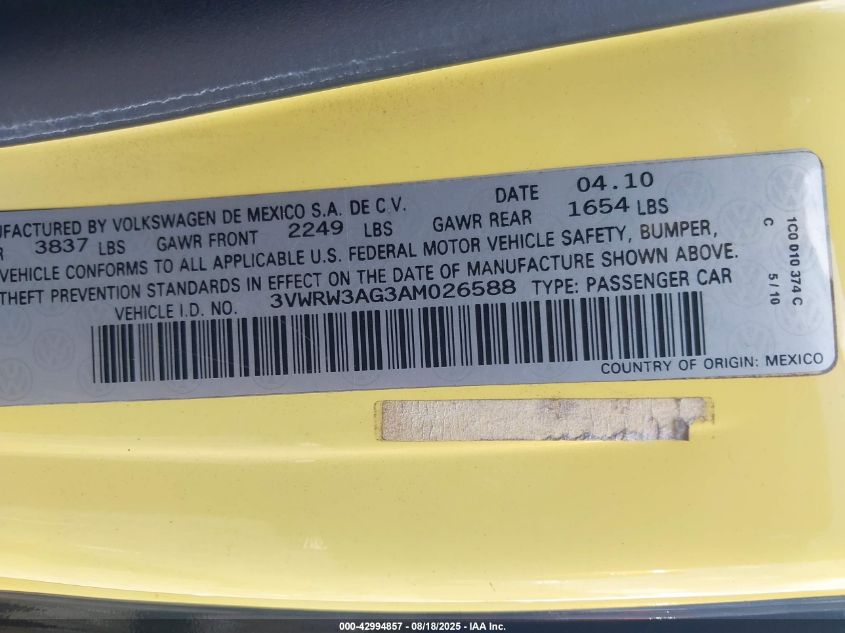 UFACTURED BY VOLKSWAGEN DE MEXICO S.A. DE C.V. DATE 04.10
R 3837 LBS GAWR FRONT 2249 LBS GAWR REAR 1654 LBS
VEHICLE CONFORMS TO ALL APPLICABLE U.S. FEDERAL MOTOR VEHICLE SAFETY, BUMPER,
THEFT PREVENTION STANDARDS IN EFFECT ON THE DATE OF MANUFACTURE SHOWN ABOVE.
VEHICLE I.D. NO. 3VWRW3AG3AM026588 TYPE: PASSENGER CAR
COUNTRY OF ORIGIN: MEXICO
1C0 010 374 C
C 5/10
000-42994857 - 08/18/2025 - IAA Inc.